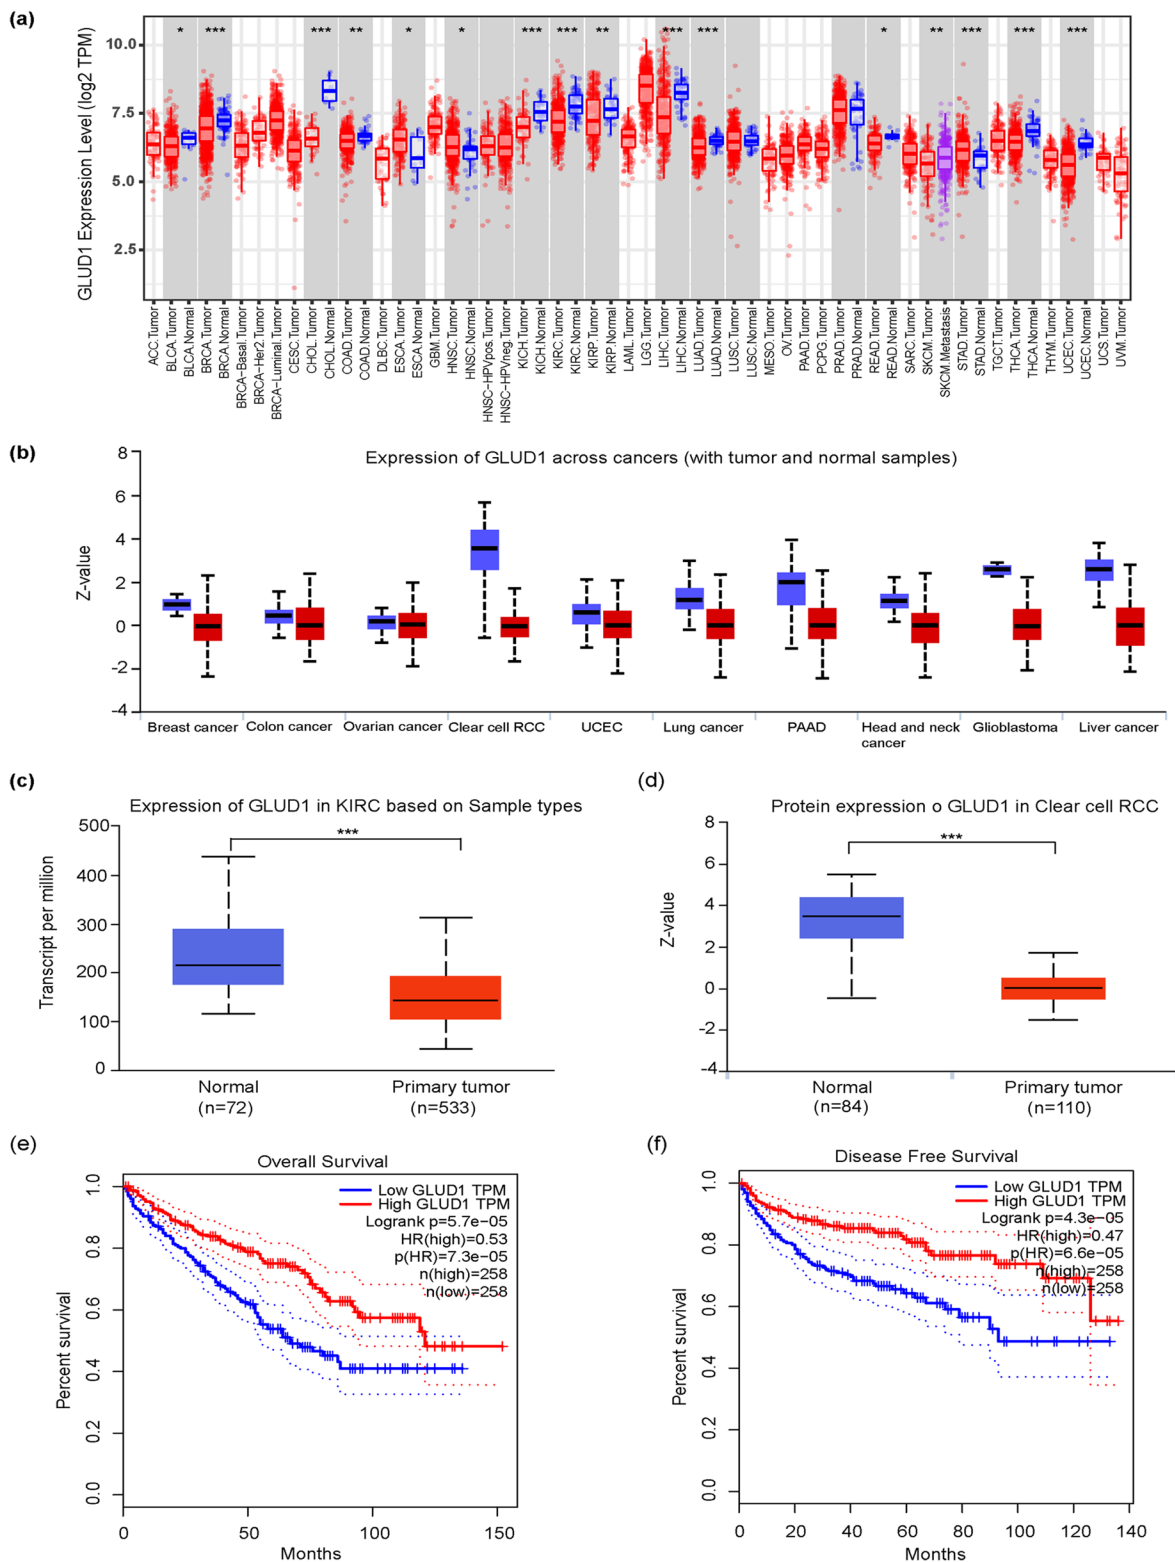 (a)
GLUD1 Expression Level (log2 TPM)
10.0
7.5
5.0
2.5
* *** *** ** * * *** *** ** *** *** * ** *** *** ***
ACC.Tumor
BLCA.Tumor
BLCA.Normal
BRCA.Tumor
BRCA.Normal
BRCA-Basal.Tumor
BRCA-Her2.Tumor
BRCA-Luminal.Tumor
CESC.Tumor
CHOL.Tumor
CHOL.Normal
COAD.Tumor
COAD.Normal
DLBC.Tumor
ESCA.Tumor
ESCA.Normal
GBM.Tumor
HNSC.Tumor
HNSC.Normal
HNSC-HPVpos.Tumor
HNSC-HPVneg.Tumor
KICH.Tumor
KICH.Normal
KIRC.Tumor
KIRC.Normal
KIRP.Tumor
KIRP.Normal
LAML.Tumor
LGG.Tumor
LIHC.Tumor
LIHC.Normal
LUAD.Tumor
LUAD.Normal
LUSC.Tumor
LUSC.Normal
MESO.Tumor
OV.Tumor
PAAD.Tumor
PCPG.Tumor
PRAD.Tumor
PRAD.Normal
READ.Tumor
READ.Normal
SARC.Tumor
SKCM.Tumor
SKCM.Metastasis
STAD.Tumor
STAD.Normal
TGCT.Tumor
THCA.Tumor
THCA.Normal
THYM.Tumor
UCEC.Tumor
UCEC.Normal
UCS.Tumor
UVM.Tumor
(b)
Expression of GLUD1 across cancers (with tumor and normal samples)
Z-value
8
6
4
2
0
-2
-4
Breast cancer
Colon cancer
Ovarian cancer
Clear cell RCC
UCEC
Lung cancer
PAAD
Head and neck
cancer
Glioblastoma
Liver cancer
(c)
Expression of GLUD1 in KIRC based on Sample types
Transcript per million
500
400
300
200
100
0
***
Normal
(n=72)
Primary tumor
(n=533)
(d)
Protein expression o GLUD1 in Clear cell RCC
Z-value
8
6
4
2
0
-2
-4
***
Normal
(n=84)
Primary tumor
(n=110)
(e)
Overall Survival
Percent survival
1.0
0.8
0.6
0.4
0.2
0.0
Low GLUD1 TPM
High GLUD1 TPM
Logrank p=5.7e-05
HR(high)=0.53
p(HR)=7.3e-05
n(high)=258
n(low)=258
0 50 100 150
Months
(f)
Disease Free Survival
Percent survival
1.0
0.8
0.6
0.4
0.2
0.0
Low GLUD1 TPM
High GLUD1 TPM
Logrank p=4.3e-05
HR(high)=0.47
p(HR)=6.6e-05
n(high)=258
n(low)=258
0 20 40 60 80 100 120 140
Months